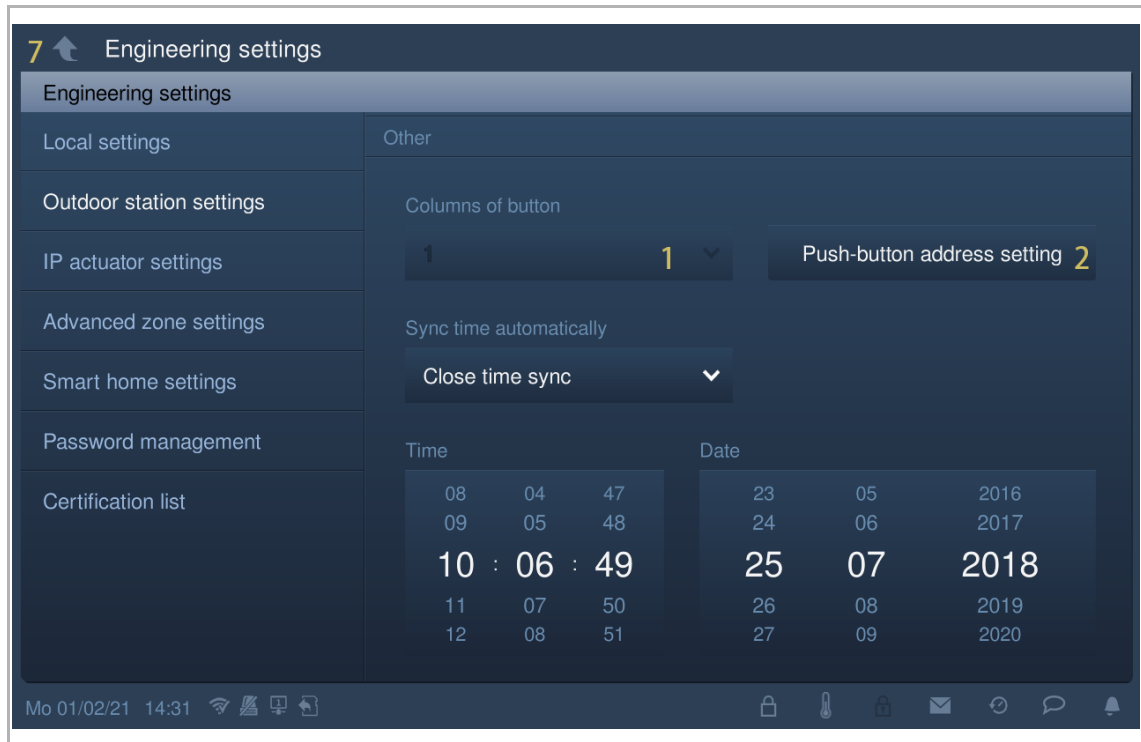 7 Engineering settings
Engineering settings
Local settings
Outdoor station settings
IP actuator settings
Advanced zone settings
Smart home settings
Password management
Certification list
Other
Columns of button
1 1
Push-button address setting 2
Sync time automatically
Close time sync
Time
08 04 47
09 05 48
10 : 06 : 49
11 07 50
12 08 51
Date
23 05 2016
24 06 2017
25 07 2018
26 08 2019
27 09 2020
Mo 01/02/21 14:31